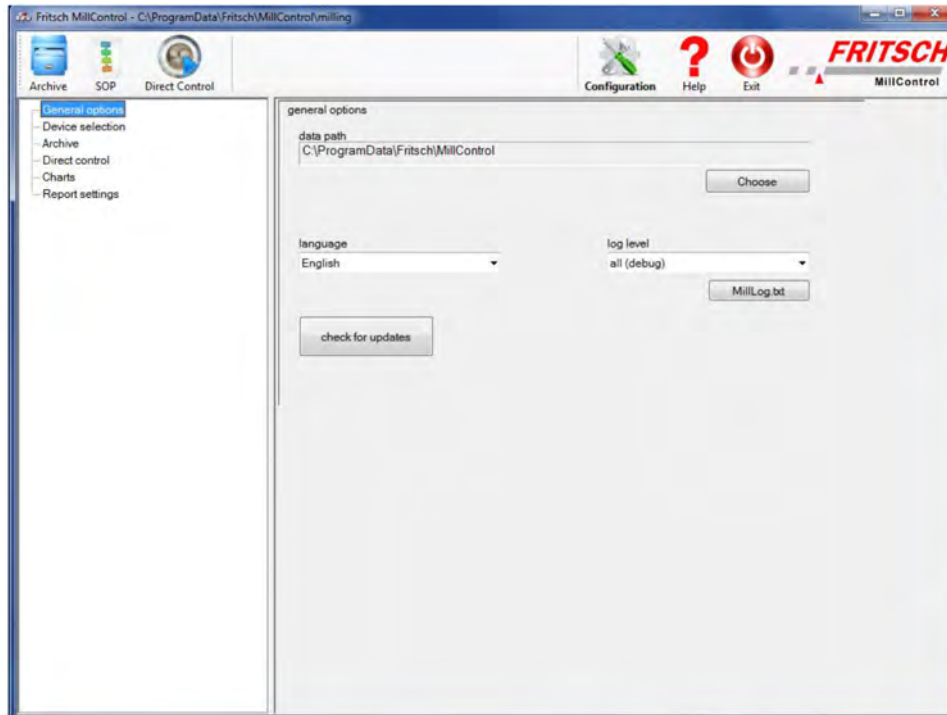 Fritsch MillControl - C:\ProgramData\Fritsch\MillControl\milling
Archive SOP Direct Control Configuration Help Exit
FRITSCH
MillControl
General options
Device selection
Archive
Direct control
Charts
Report settings
general options
data path
C:\ProgramData\Fritsch\MillControl
Choose
language
English
log level
all (debug)
MillLog.txt
check for updates